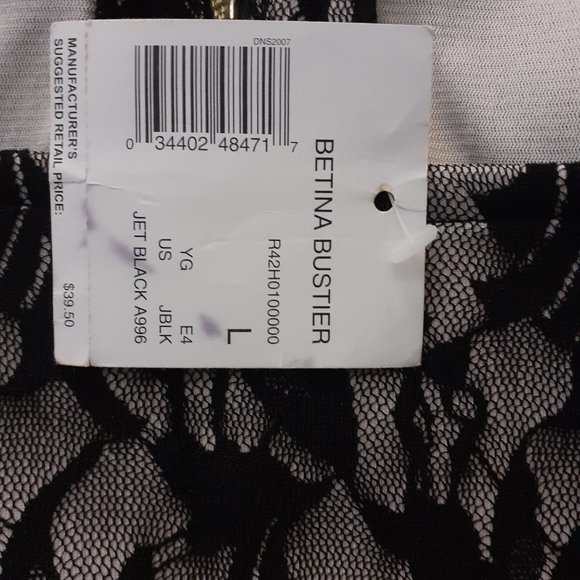 DNS2007
0 34402 48471 7
BETINA BUSTIER
R42H0100000
L
YG E4
US JBLK
JET BLACK A996
MANUFACTURER'S
SUGGESTED RETAIL PRICE:
$39.50